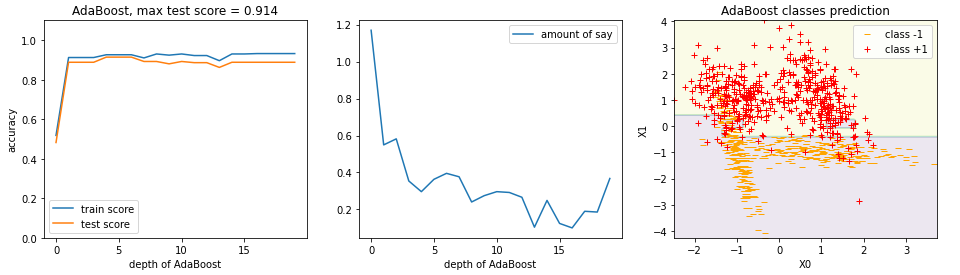 AdaBoost, max test score = 0.914
accuracy
1.0
0.8
0.6
0.4
0.2
0.0
train score
test score
0
5
10
15
depth of AdaBoost
1.2
1.0
0.8
0.6
0.4
0.2
amount of say
0
5
10
15
depth of AdaBoost
AdaBoost classes prediction
X1
4
3
2
1
0
−1
−2
−3
−4
class -1
class +1
−2
−1
0
1
2
3
X0